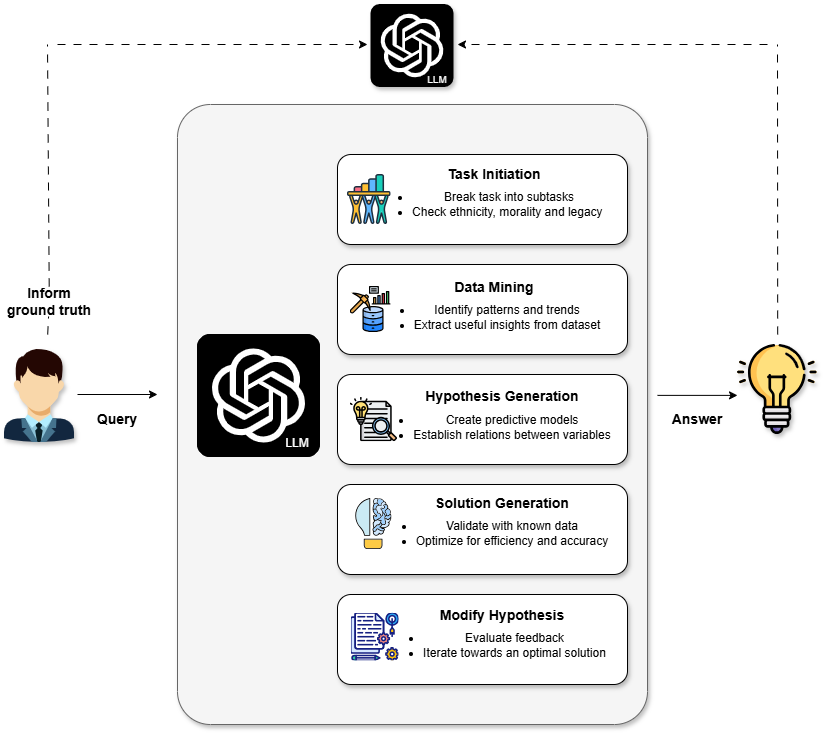 LLM
Task Initiation
Break task into subtasks
Check ethnicity, morality and legacy
Data Mining
Identify patterns and trends
Extract useful insights from dataset
Inform
ground truth
Query
LLM
Hypothesis Generation
Create predictive models
Establish relations between variables
Answer
Solution Generation
Validate with known data
Optimize for efficiency and accuracy
Modify Hypothesis
Evaluate feedback
Iterate towards an optimal solution